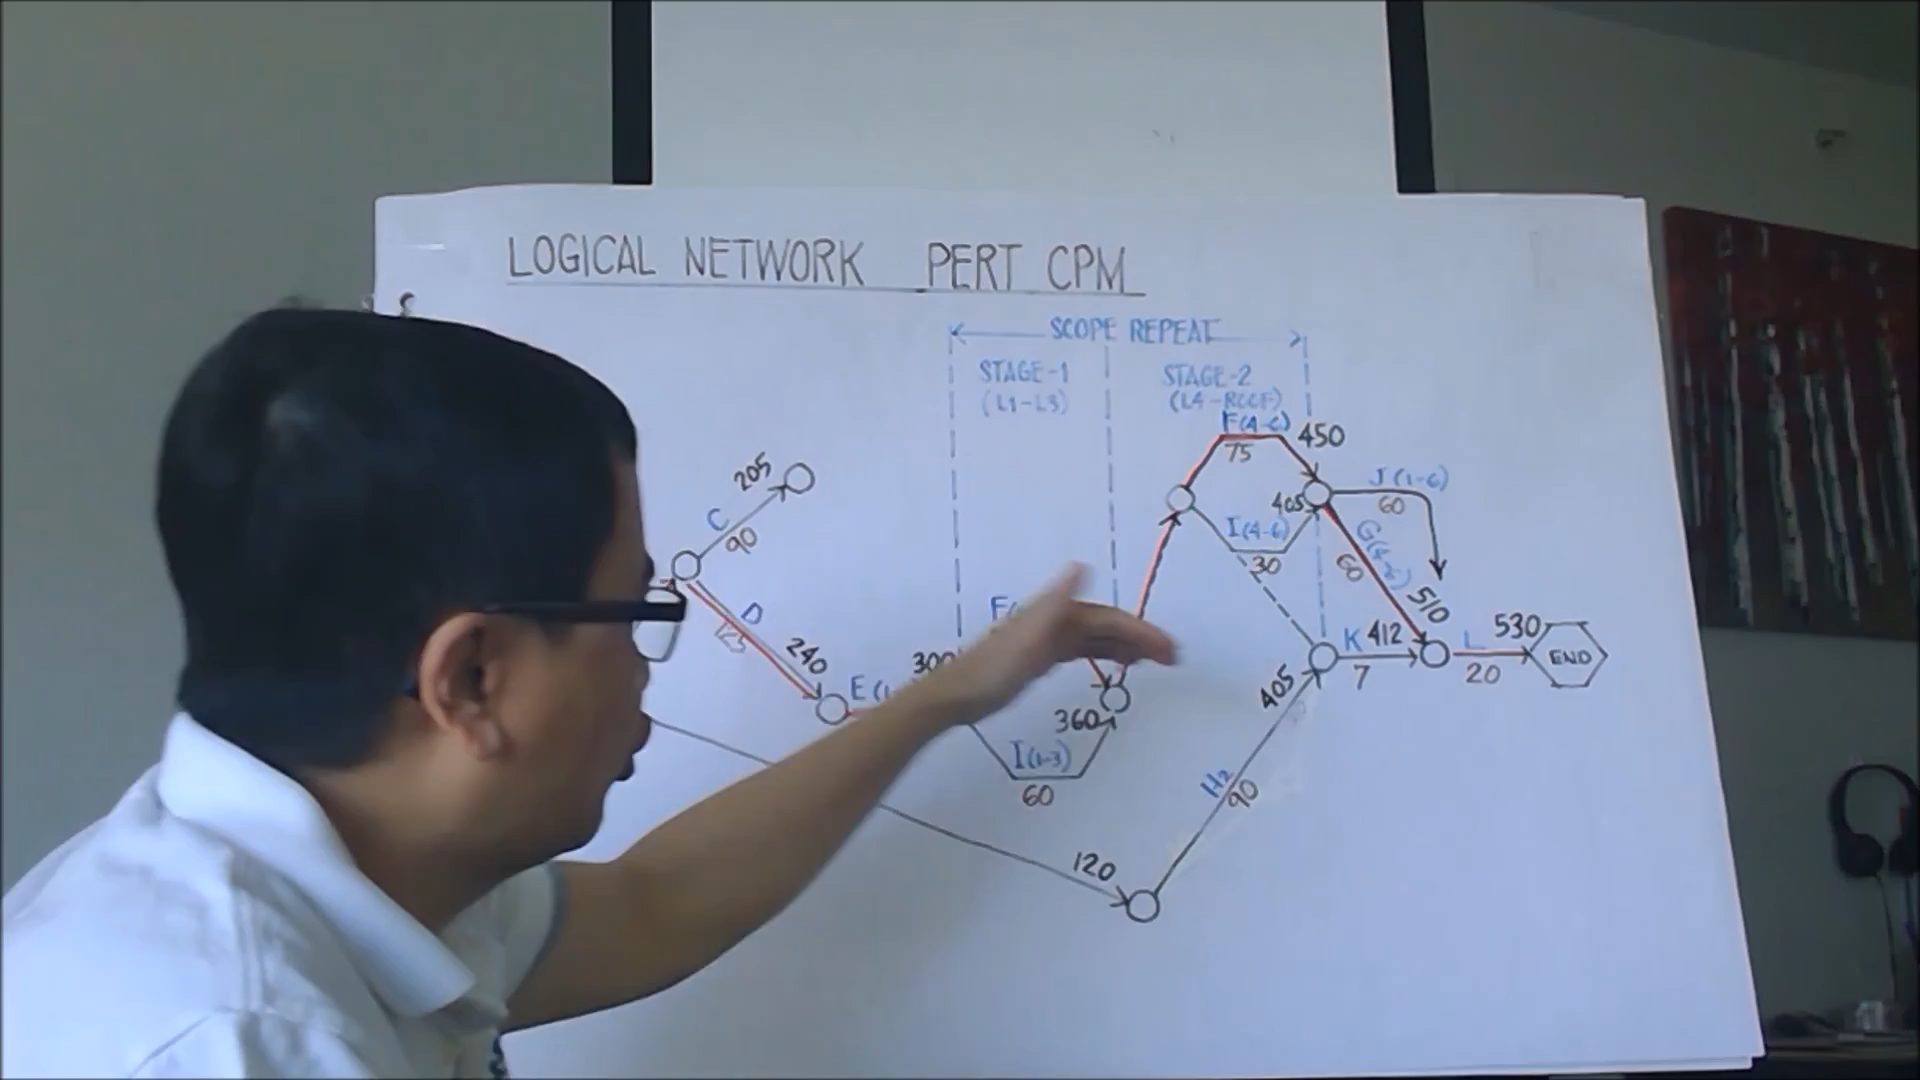 LOGICAL NETWORK PERT CPM
SCOPE REPEAT
STAGE-1
(L1-L3)
STAGE-2
(L4-ROOF)
F(4-6)
75
450
205
C
90
405
J(1-6)
60
I(4-6)
30
G(4-6)
60
510
D
125
240
E(1-
300
F(
K
412
7
L
530
20
END
360
I(1-3)
60
405
H2
90
120